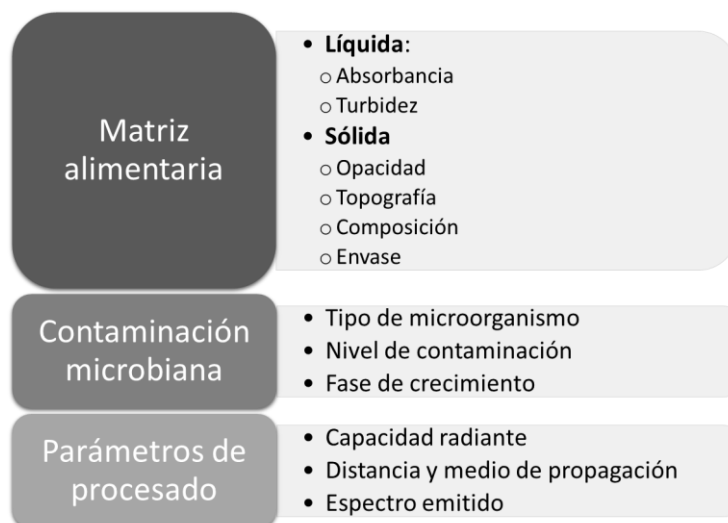 Matriz
alimentaria
• Líquida:
o Absorbancia
o Turbidez
• Sólida
o Opacidad
o Topografía
o Composición
o Envase
Contaminación
microbiana
• Tipo de microorganismo
• Nivel de contaminación
• Fase de crecimiento
Parámetros de
procesado
• Capacidad radiante
• Distancia y medio de propagación
• Espectro emitido